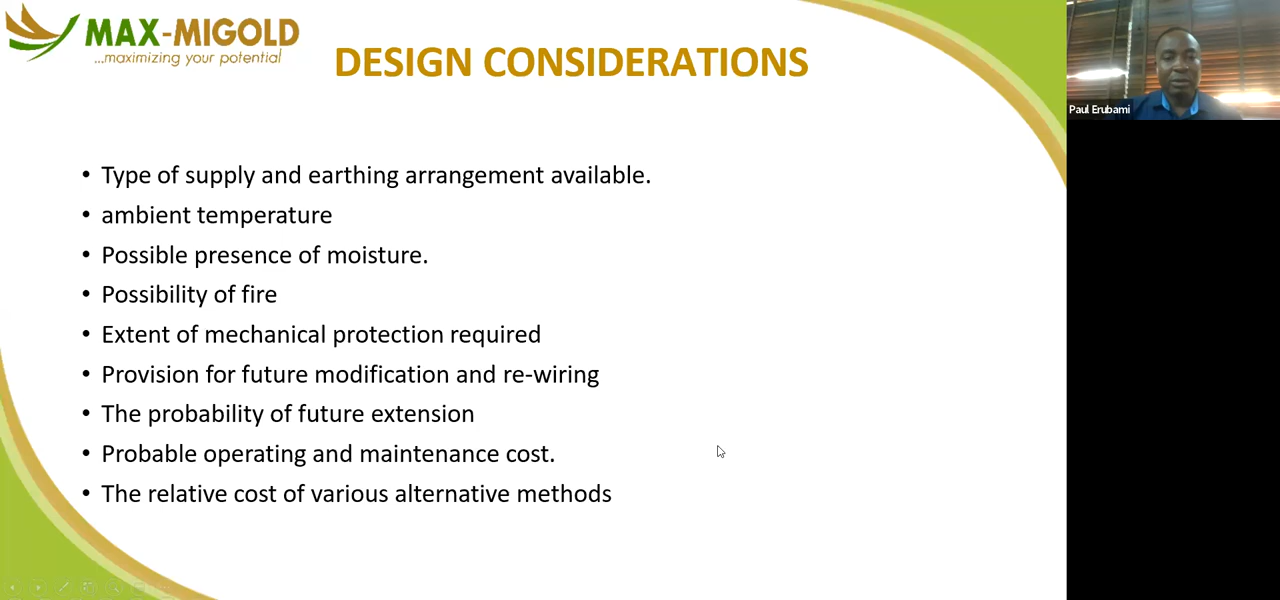 MAX-MIGOLD
...maximizing your potential
DESIGN CONSIDERATIONS
Paul Erubami
• Type of supply and earthing arrangement available.
• ambient temperature
• Possible presence of moisture.
• Possibility of fire
• Extent of mechanical protection required
• Provision for future modification and re-wiring
• The probability of future extension
• Probable operating and maintenance cost.
• The relative cost of various alternative methods